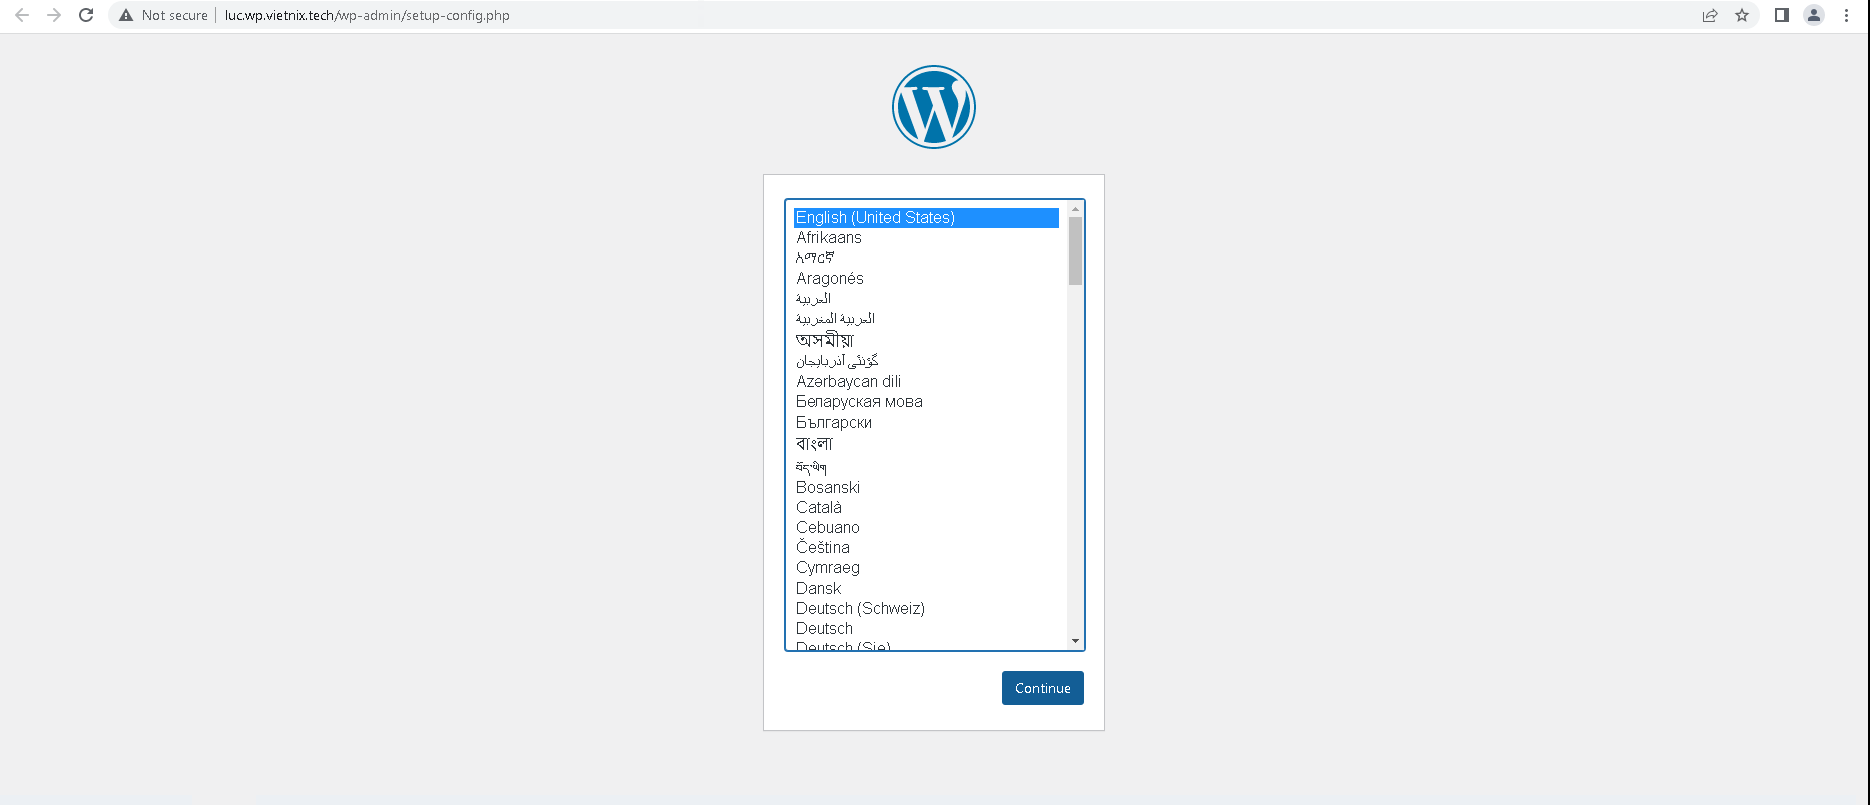 Not secure | luc.wp.vietnix.tech/wp-admin/setup-config.php
English (United States)
Afrikaans
አማርኛ
Aragonés
العربية
العربية المغربية
অসমীয়া
گؤنئی آذربایجان
Azərbaycan dili
Беларуская мова
Български
বাংলা
བོད་ཡིག
Bosanski
Català
Cebuano
Čeština
Cymraeg
Dansk
Deutsch (Schweiz)
Deutsch
Deutsch (Sie)
Continue